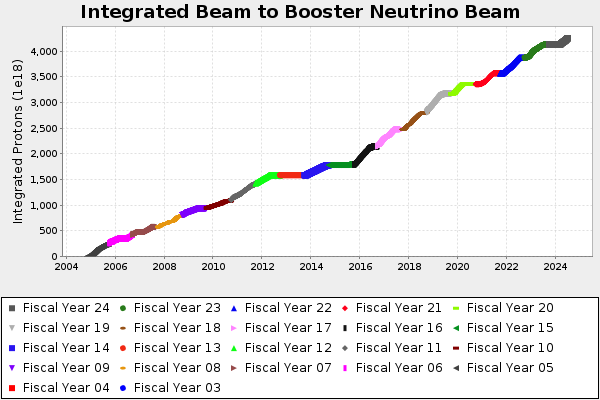 Integrated Beam to Booster Neutrino Beam
Integrated Protons (1e18)
4,000
3,500
3,000
2,500
2,000
1,500
1,000
500
0
2004 2006 2008 2010 2012 2014 2016 2018 2020 2022 2024
Fiscal Year 24 Fiscal Year 23 Fiscal Year 22 Fiscal Year 21 Fiscal Year 20
Fiscal Year 19 Fiscal Year 18 Fiscal Year 17 Fiscal Year 16 Fiscal Year 15
Fiscal Year 14 Fiscal Year 13 Fiscal Year 12 Fiscal Year 11 Fiscal Year 10
Fiscal Year 09 Fiscal Year 08 Fiscal Year 07 Fiscal Year 06 Fiscal Year 05
Fiscal Year 04 Fiscal Year 03